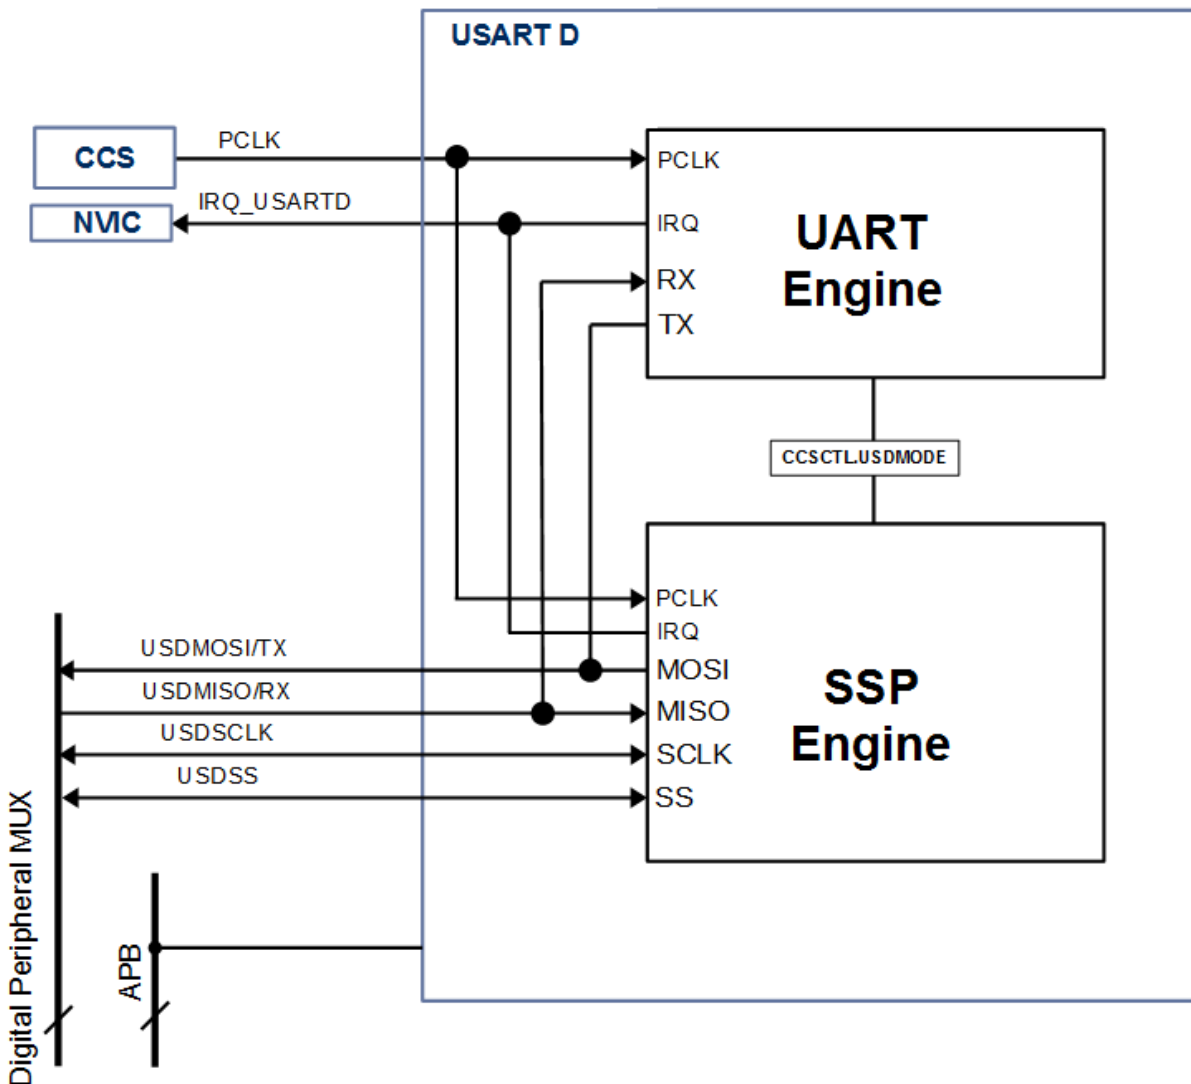 USART D
CCS
PCLK
PCLK
NVIC
IRQ_USARTD
IRQ
UART
Engine
RX
TX
CCSCTL.USDMODE
PCLK
IRQ
USDMOSI/TX
MOSI
USDMISO/RX
MISO
SSP
Engine
USDSCLK
SCLK
USDSS
SS
Digital Peripheral MUX
APB